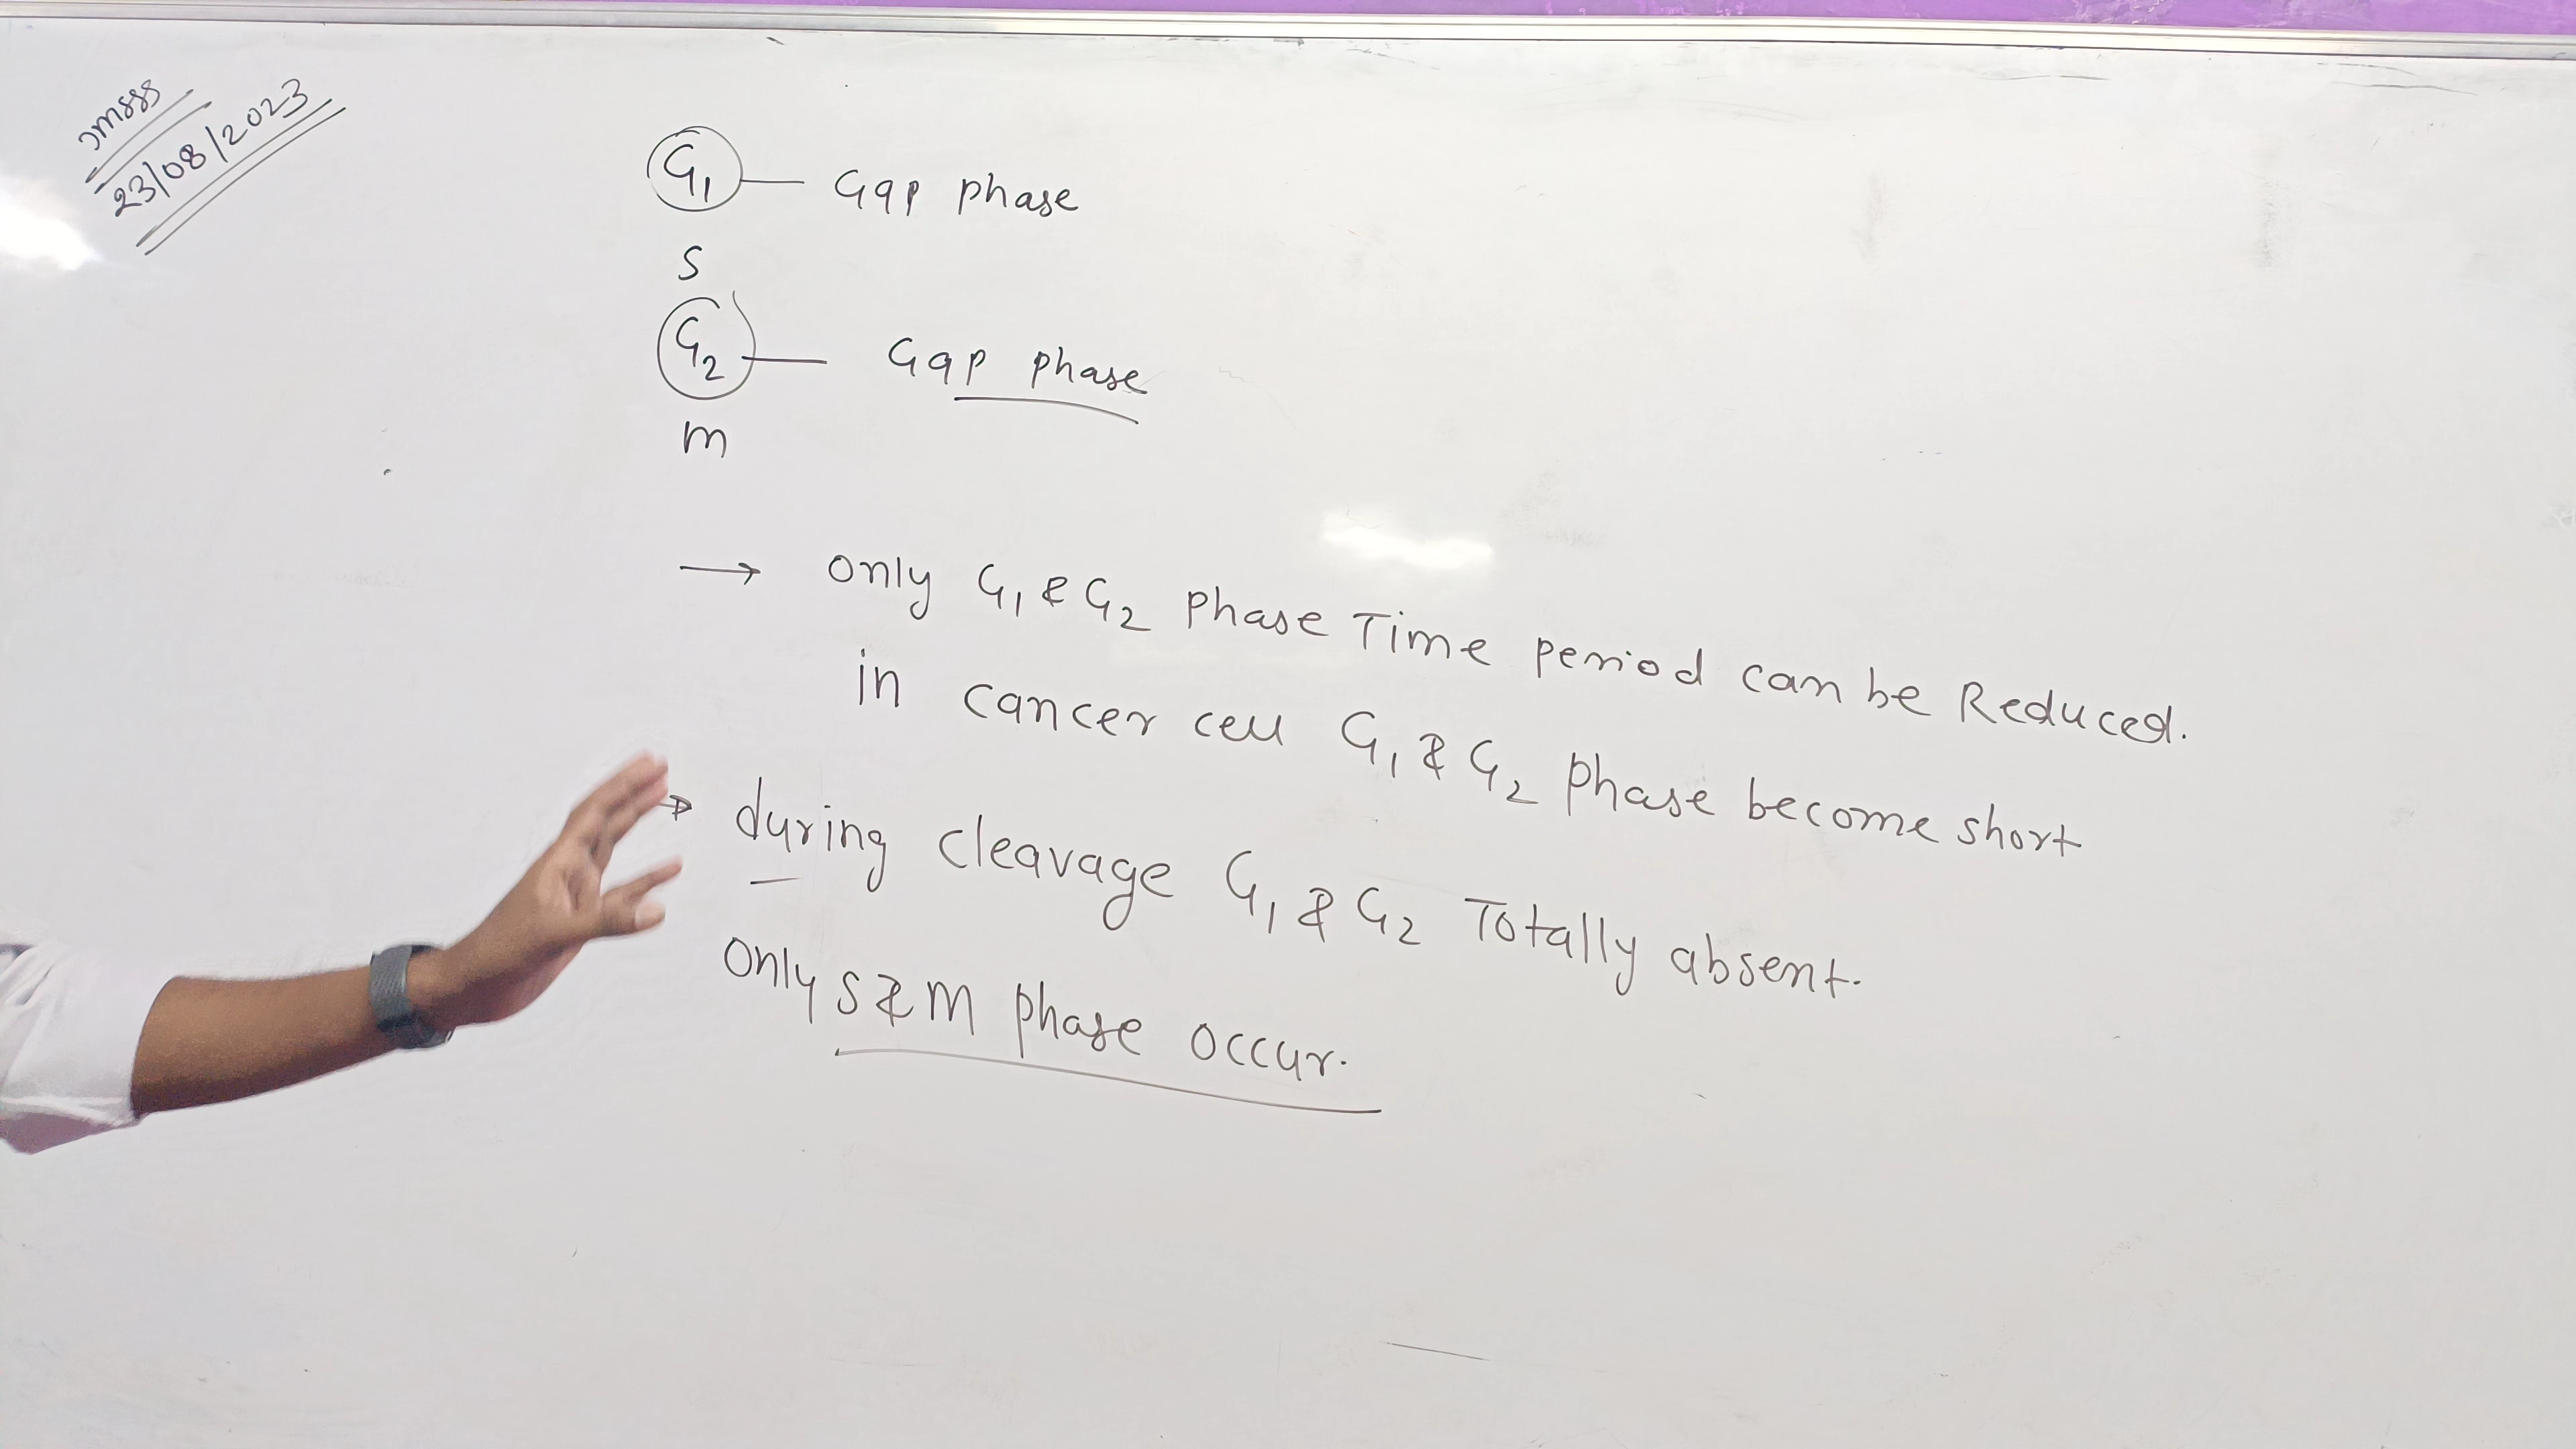 JMSSS
23/08/2023
G₁ — Gap phase
S
G₂ — Gap phase
M
→ only G₁ & G₂ phase Time period can be Reduced.
in cancer cell G₁ & G₂ phase become short
→ during cleavage G₁ & G₂ Totally absent.
only S & M phase occur.